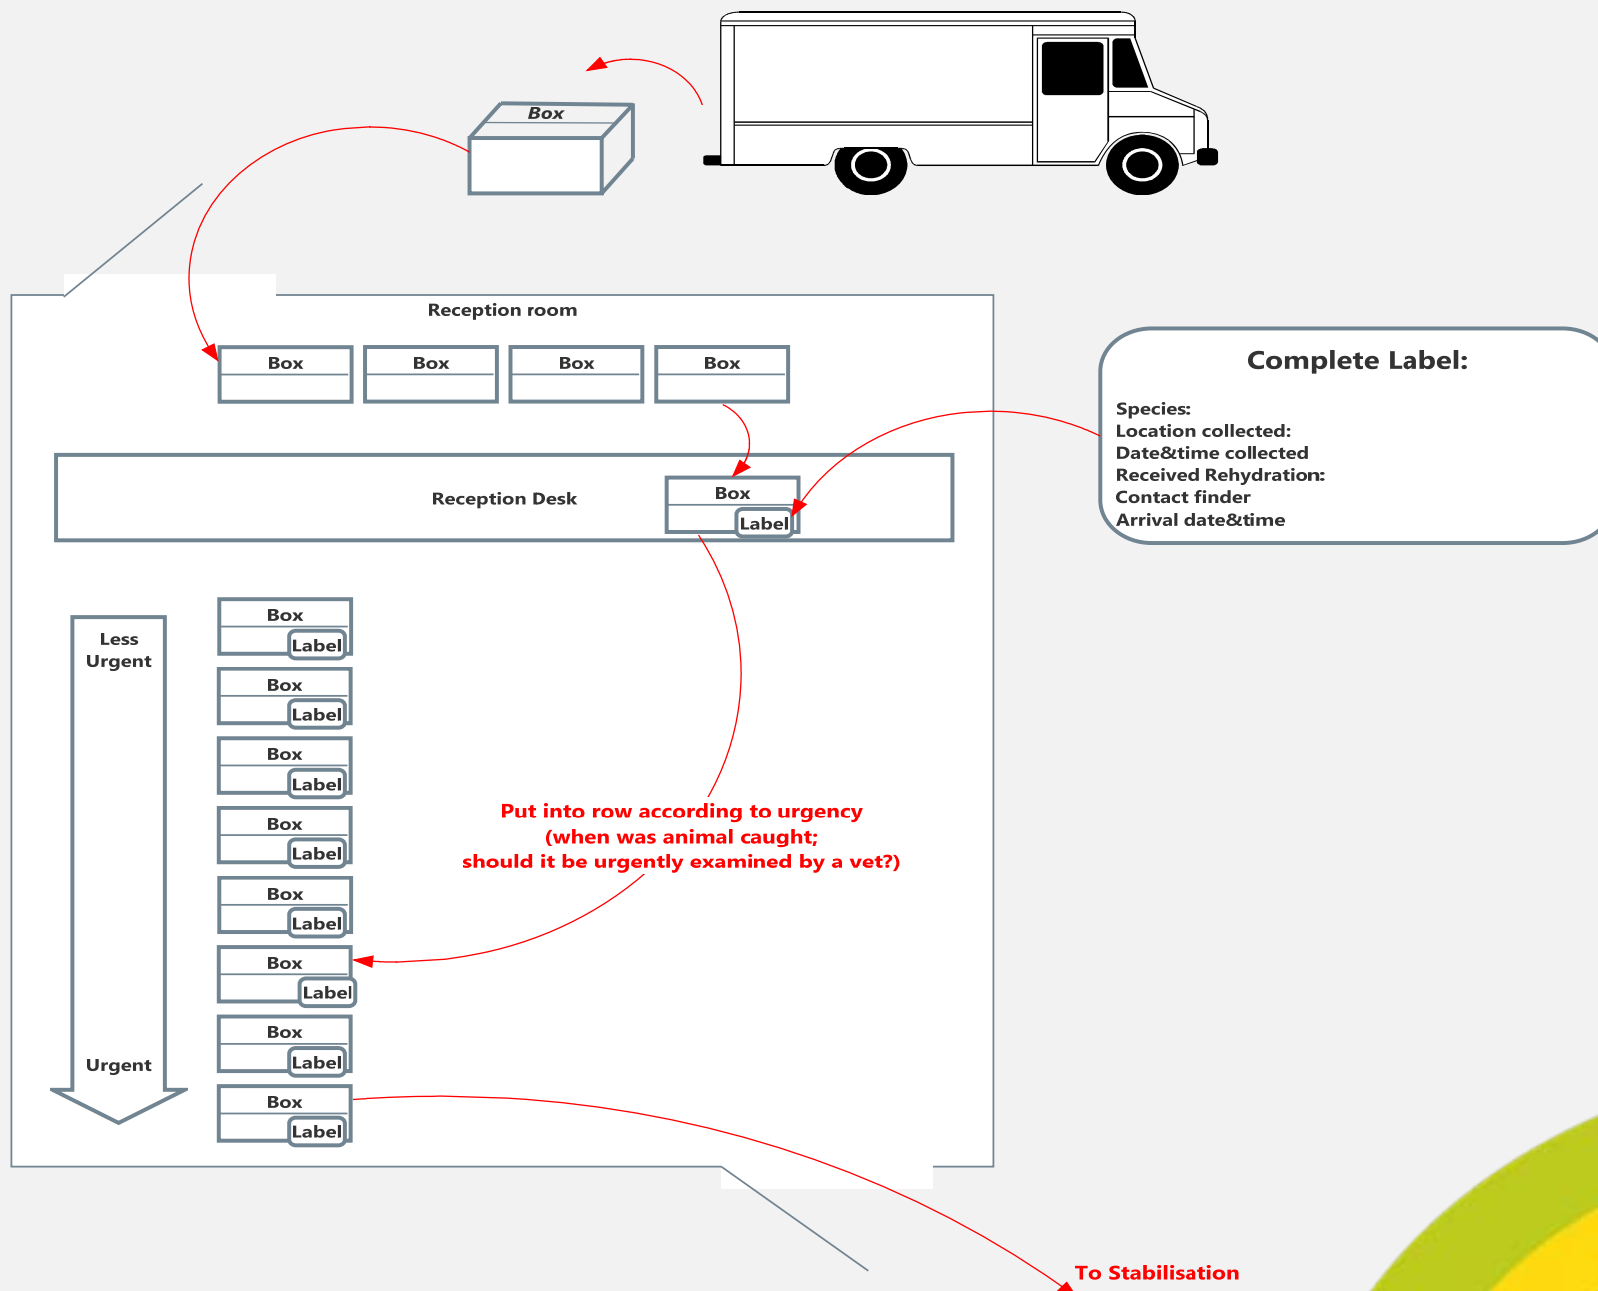 Box
Reception room
Box
Box
Box
Box
Complete Label:
Species:
Location collected:
Date&time collected
Received Rehydration:
Contact finder
Arrival date&time
Reception Desk
Box
Label
Less
Urgent
Box
Label
Box
Label
Box
Label
Box
Label
Put into row according to urgency
(when was animal caught;
should it be urgently examined by a vet?)
Box
Label
Box
Label
Box
Label
Urgent
Box
Label
To Stabilisation